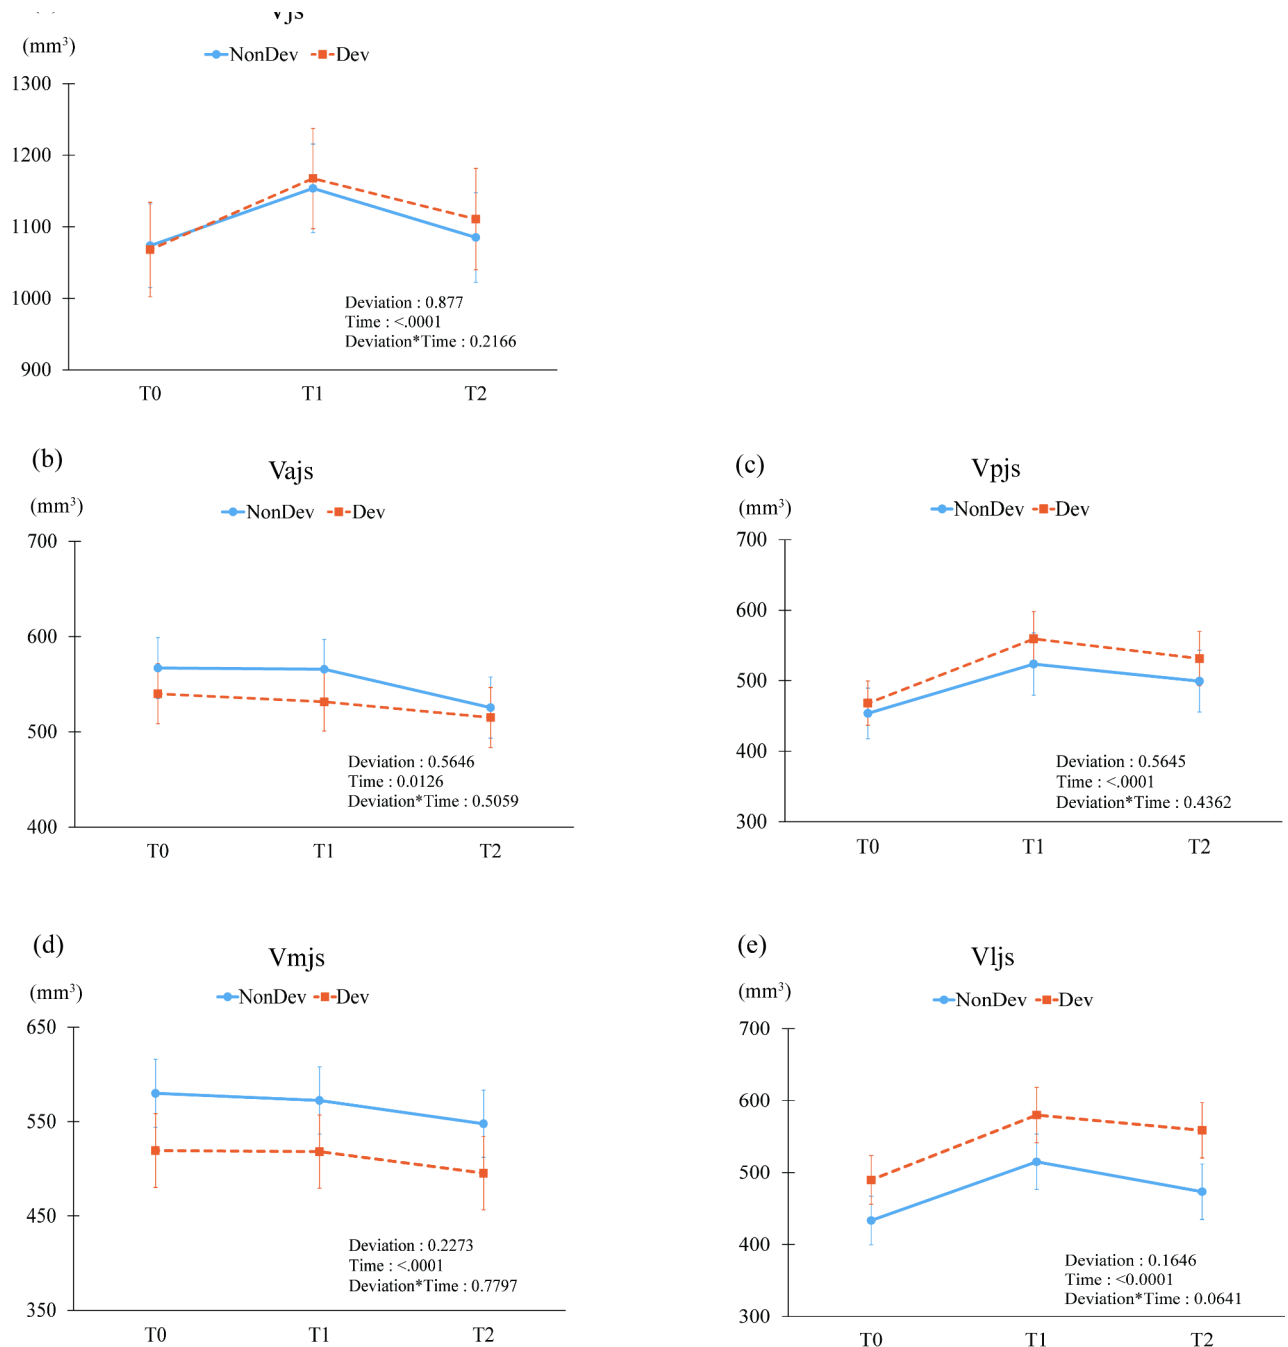 Vjs
(mm³)
NonDev Dev
1300
1200
1100
1000
900
Deviation : 0.877
Time : <.0001
Deviation*Time : 0.2166
T0 T1 T2
(b)
Vajs
(mm³)
NonDev Dev
700
600
500
400
Deviation : 0.5646
Time : 0.0126
Deviation*Time : 0.5059
T0 T1 T2
(c)
Vpjs
(mm³)
NonDev Dev
700
600
500
400
300
Deviation : 0.5645
Time : <.0001
Deviation*Time : 0.4362
T0 T1 T2
(d)
Vmjs
(mm³)
NonDev Dev
650
550
450
350
Deviation : 0.2273
Time : <.0001
Deviation*Time : 0.7797
T0 T1 T2
(e)
Vljs
(mm³)
NonDev Dev
700
600
500
400
300
Deviation : 0.1646
Time : <0.0001
Deviation*Time : 0.0641
T0 T1 T2